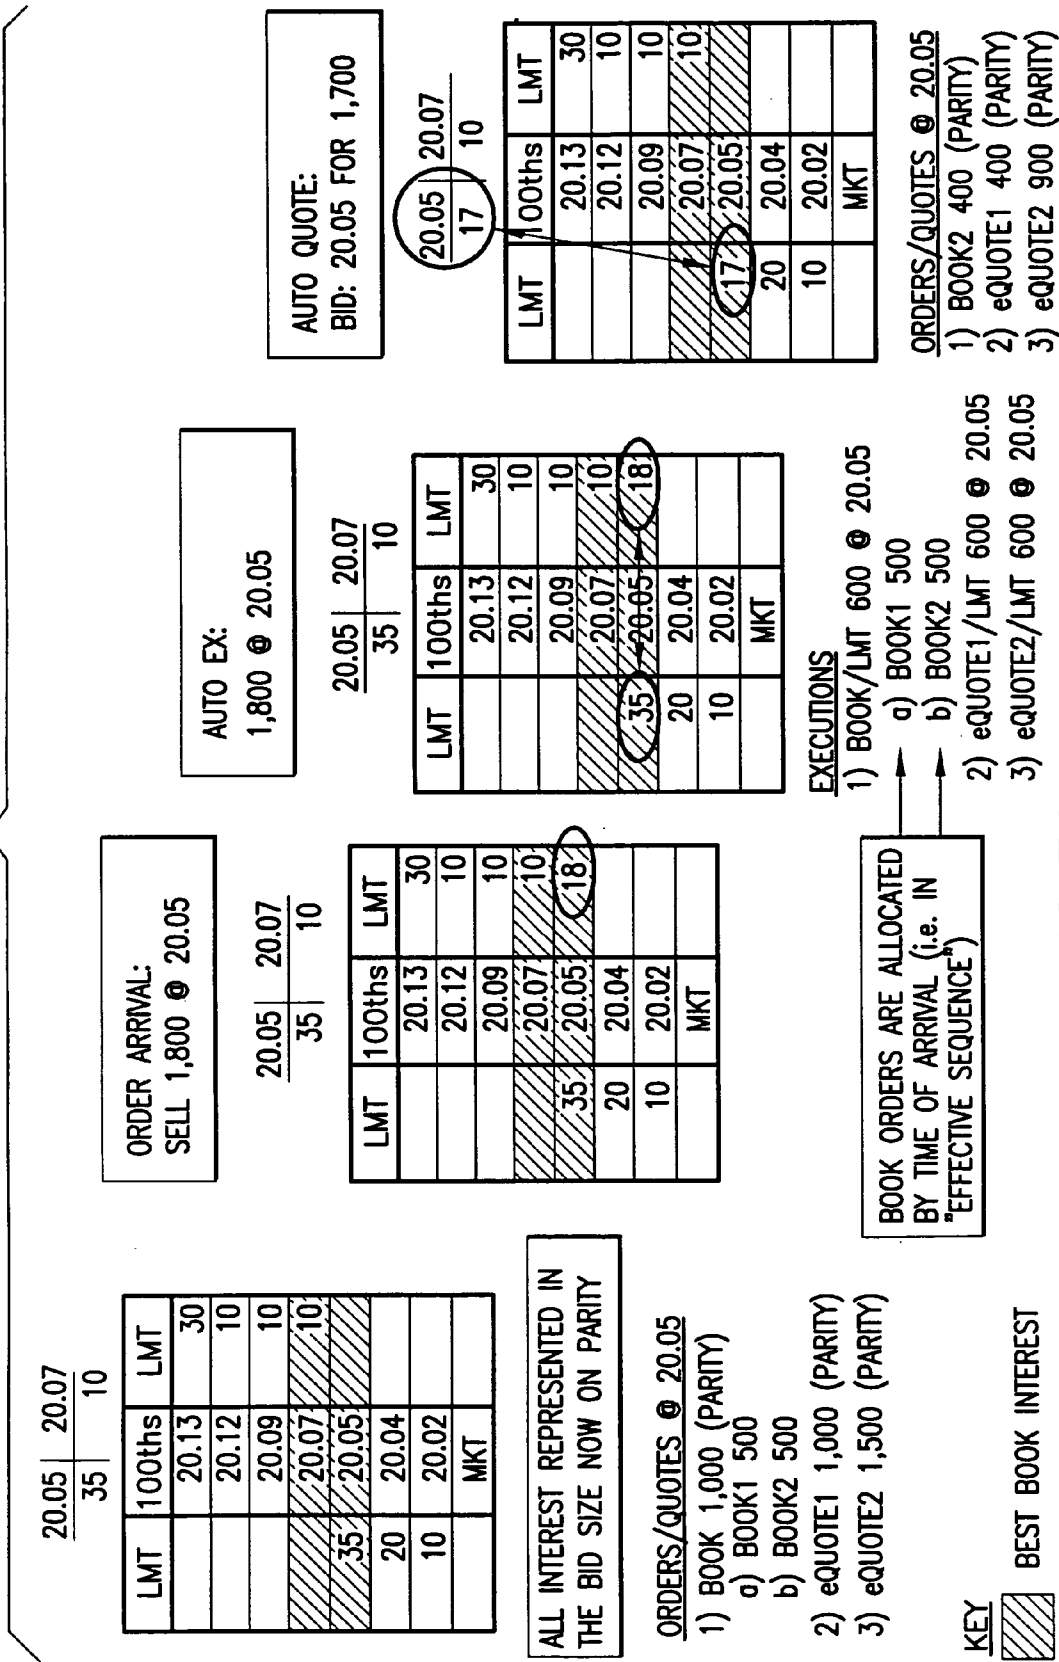 20.05 20.07
35 10
LMT 100ths LMT
20.13 30
20.12 10
20.09 10
20.07 10
35 20.05
20 20.04
10 20.02
MKT
ALL INTEREST REPRESENTED IN
THE BID SIZE NOW ON PARITY
ORDERS/QUOTES @ 20.05
1) BOOK 1,000 (PARITY)
a) BOOK1 500
b) BOOK2 500
2) eQUOTE1 1,000 (PARITY)
3) eQUOTE2 1,500 (PARITY)
KEY
BEST BOOK INTEREST
ORDER ARRIVAL:
SELL 1,800 @ 20.05
20.05 20.07
35 10
LMT 100ths LMT
20.13 30
20.12 10
20.09 10
20.07 10
35 20.05 18
20 20.04
10 20.02
MKT
BOOK ORDERS ARE ALLOCATED
BY TIME OF ARRIVAL (i.e. IN
"EFFECTIVE SEQUENCE")
AUTO EX:
1,800 @ 20.05
20.05 20.07
35 10
LMT 100ths LMT
20.13 30
20.12 10
20.09 10
20.07 10
35 20.05 18
20 20.04
10 20.02
MKT
EXECUTIONS
1) BOOK/LMT 600 @ 20.05
a) BOOK1 500
b) BOOK2 500
2) eQUOTE1/LMT 600 @ 20.05
3) eQUOTE2/LMT 600 @ 20.05
AUTO QUOTE:
BID: 20.05 FOR 1,700
20.05 20.07
17 10
LMT 100ths LMT
20.13 30
20.12 10
20.09 10
20.07 10
17 20.05
20 20.04
10 20.02
MKT
ORDERS/QUOTES @ 20.05
1) BOOK2 400 (PARITY)
2) eQUOTE1 400 (PARITY)
3) eQUOTE2 900 (PARITY)